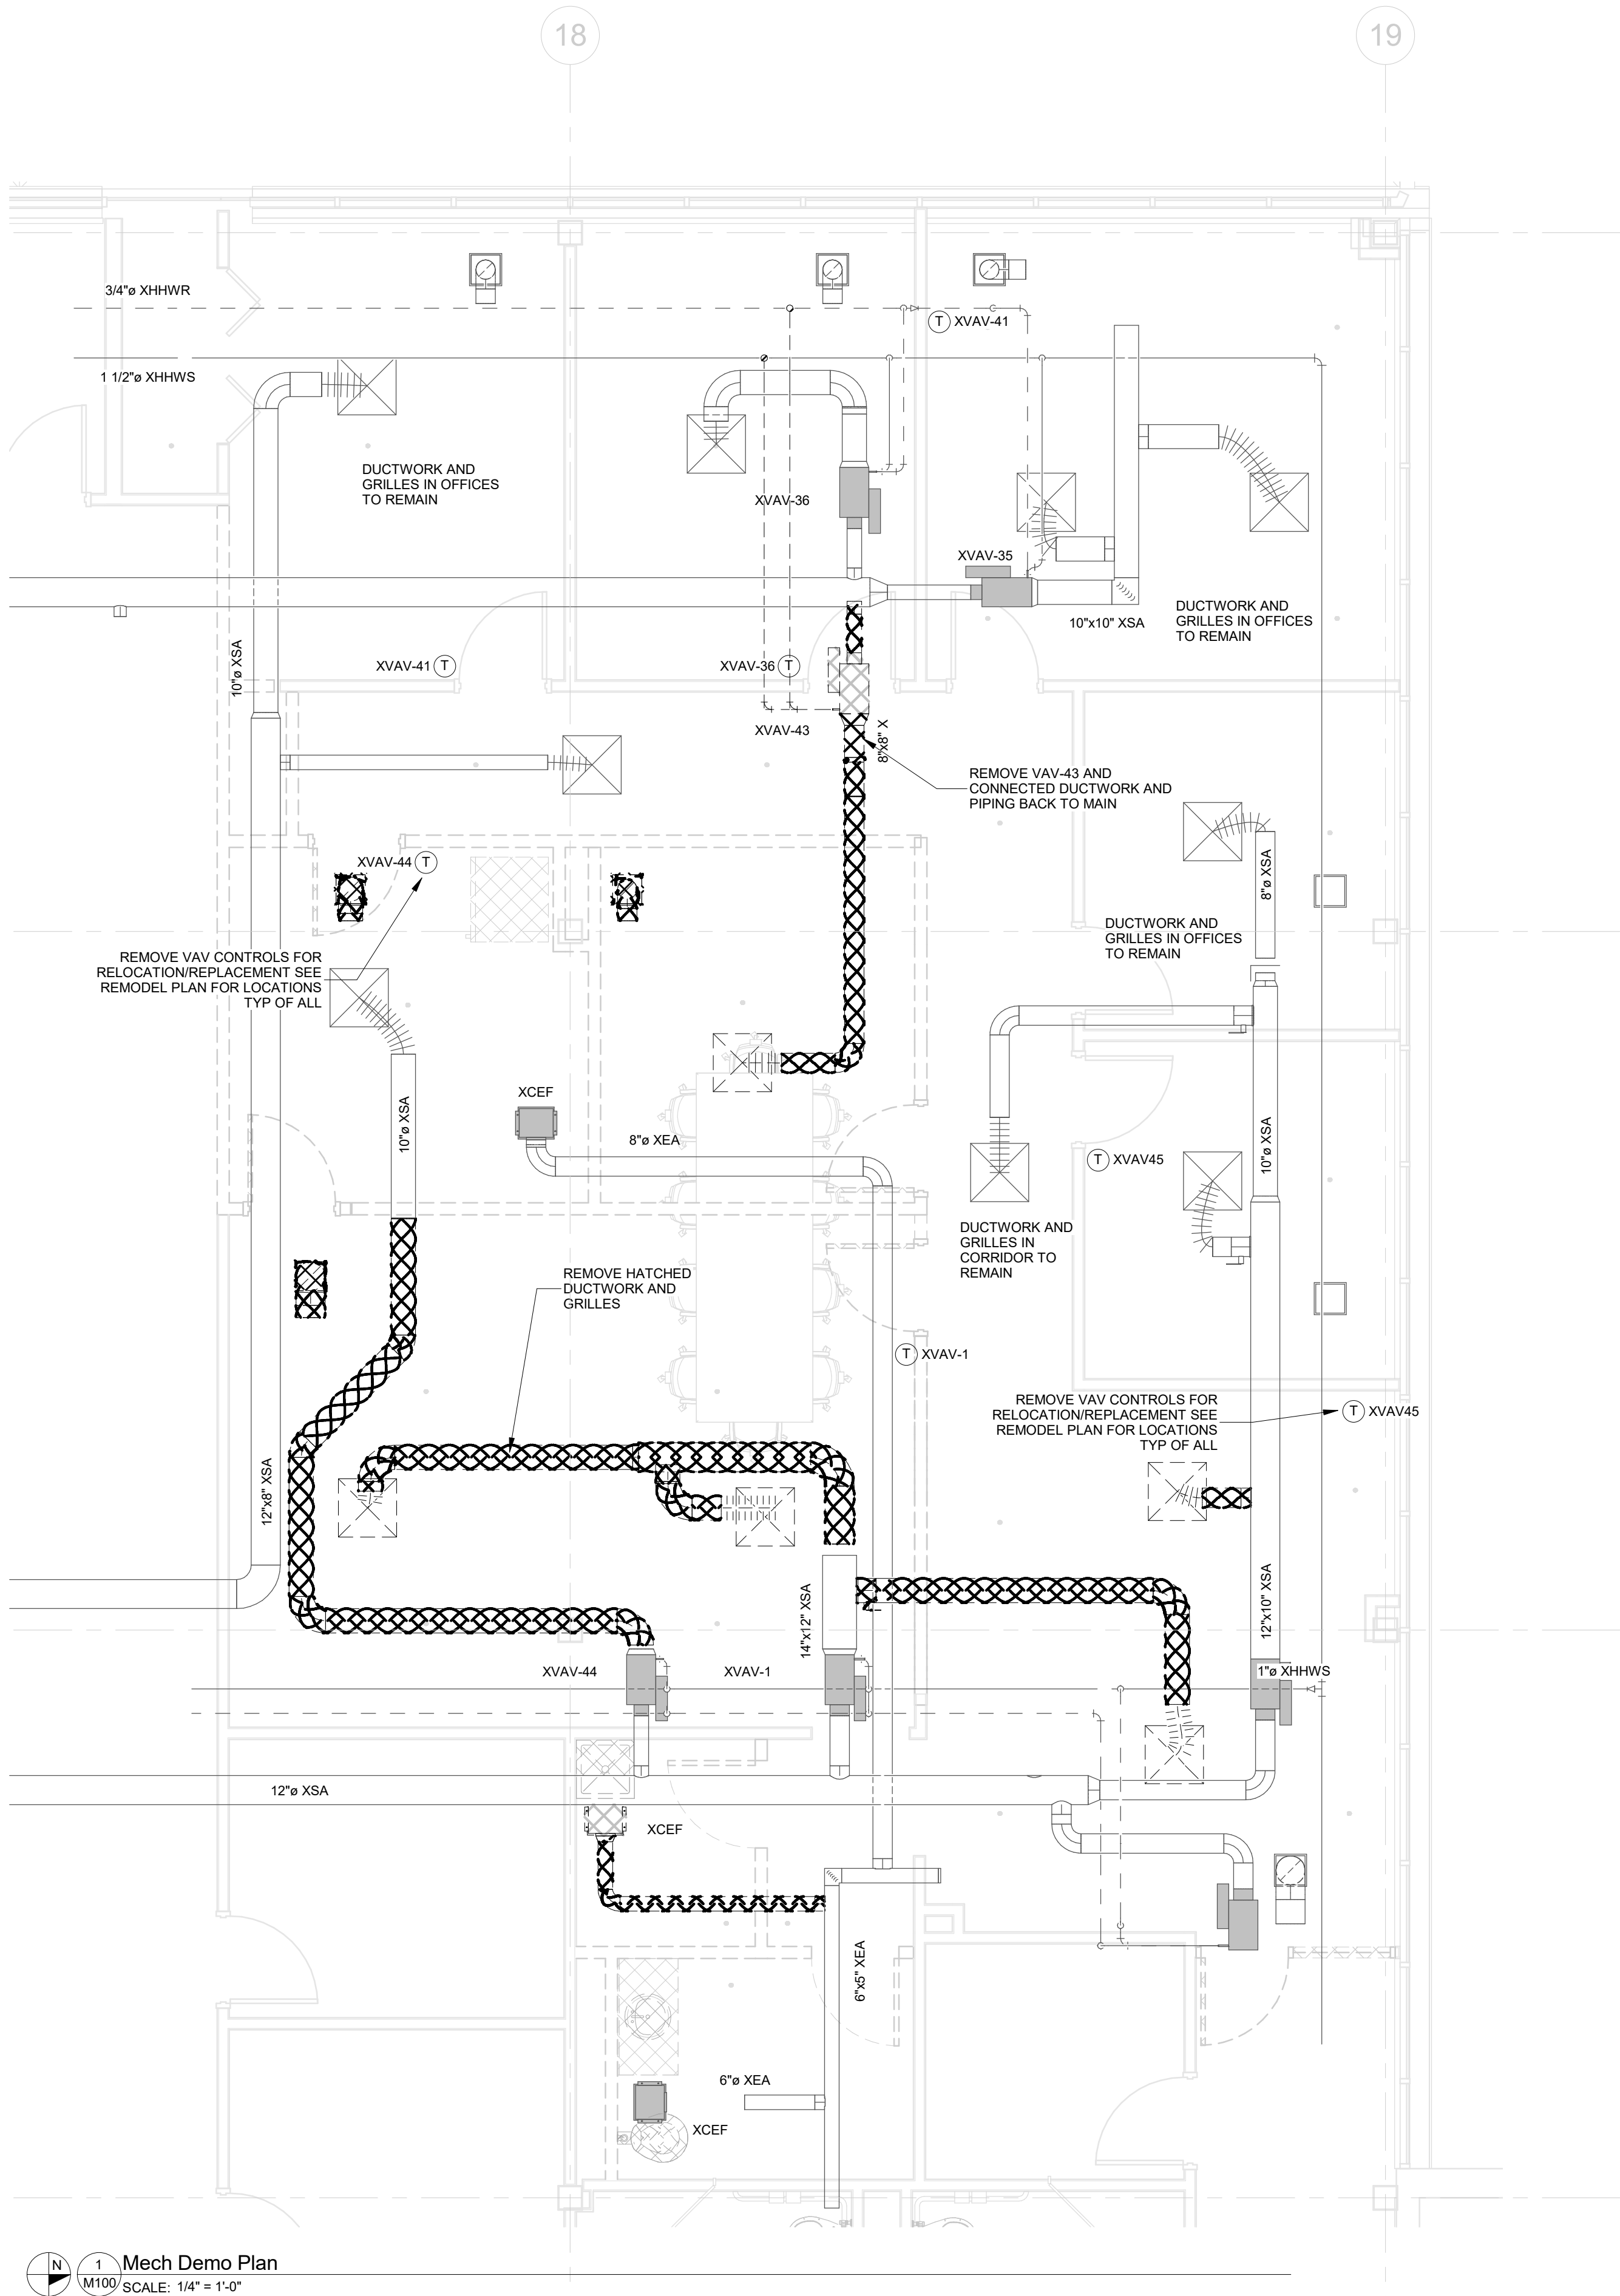 18
19
3/4"ø XHHWR
T XVAV-41
1 1/2"ø XHHWS
DUCTWORK AND
GRILLES IN OFFICES
TO REMAIN
XVAV-36
XVAV-35
DUCTWORK AND
GRILLES IN OFFICES
TO REMAIN
10"x10" XSA
10"ø XSA
XVAV-41 T
XVAV-36 T
XVAV-43
8"x8" X
REMOVE VAV-43 AND
CONNECTED DUCTWORK AND
PIPING BACK TO MAIN
XVAV-44 T
8"ø XSA
DUCTWORK AND
GRILLES IN OFFICES
TO REMAIN
REMOVE VAV CONTROLS FOR
RELOCATION/REPLACEMENT SEE
REMODEL PLAN FOR LOCATIONS
TYP OF ALL
XCEF
10"ø XSA
8"ø XEA
10"ø XSA
T XVAV45
DUCTWORK AND
GRILLES IN
CORRIDOR TO
REMAIN
REMOVE HATCHED
DUCTWORK AND
GRILLES
T XVAV-1
REMOVE VAV CONTROLS FOR
RELOCATION/REPLACEMENT SEE
REMODEL PLAN FOR LOCATIONS
TYP OF ALL
T XVAV45
12"x8" XSA
14"x12" XSA
12"x10" XSA
XVAV-44
XVAV-1
1"ø XHHWS
12"ø XSA
XCEF
6"x5" XEA
6"ø XEA
XCEF
N
1
M100
Mech Demo Plan
SCALE: 1/4" = 1'-0"